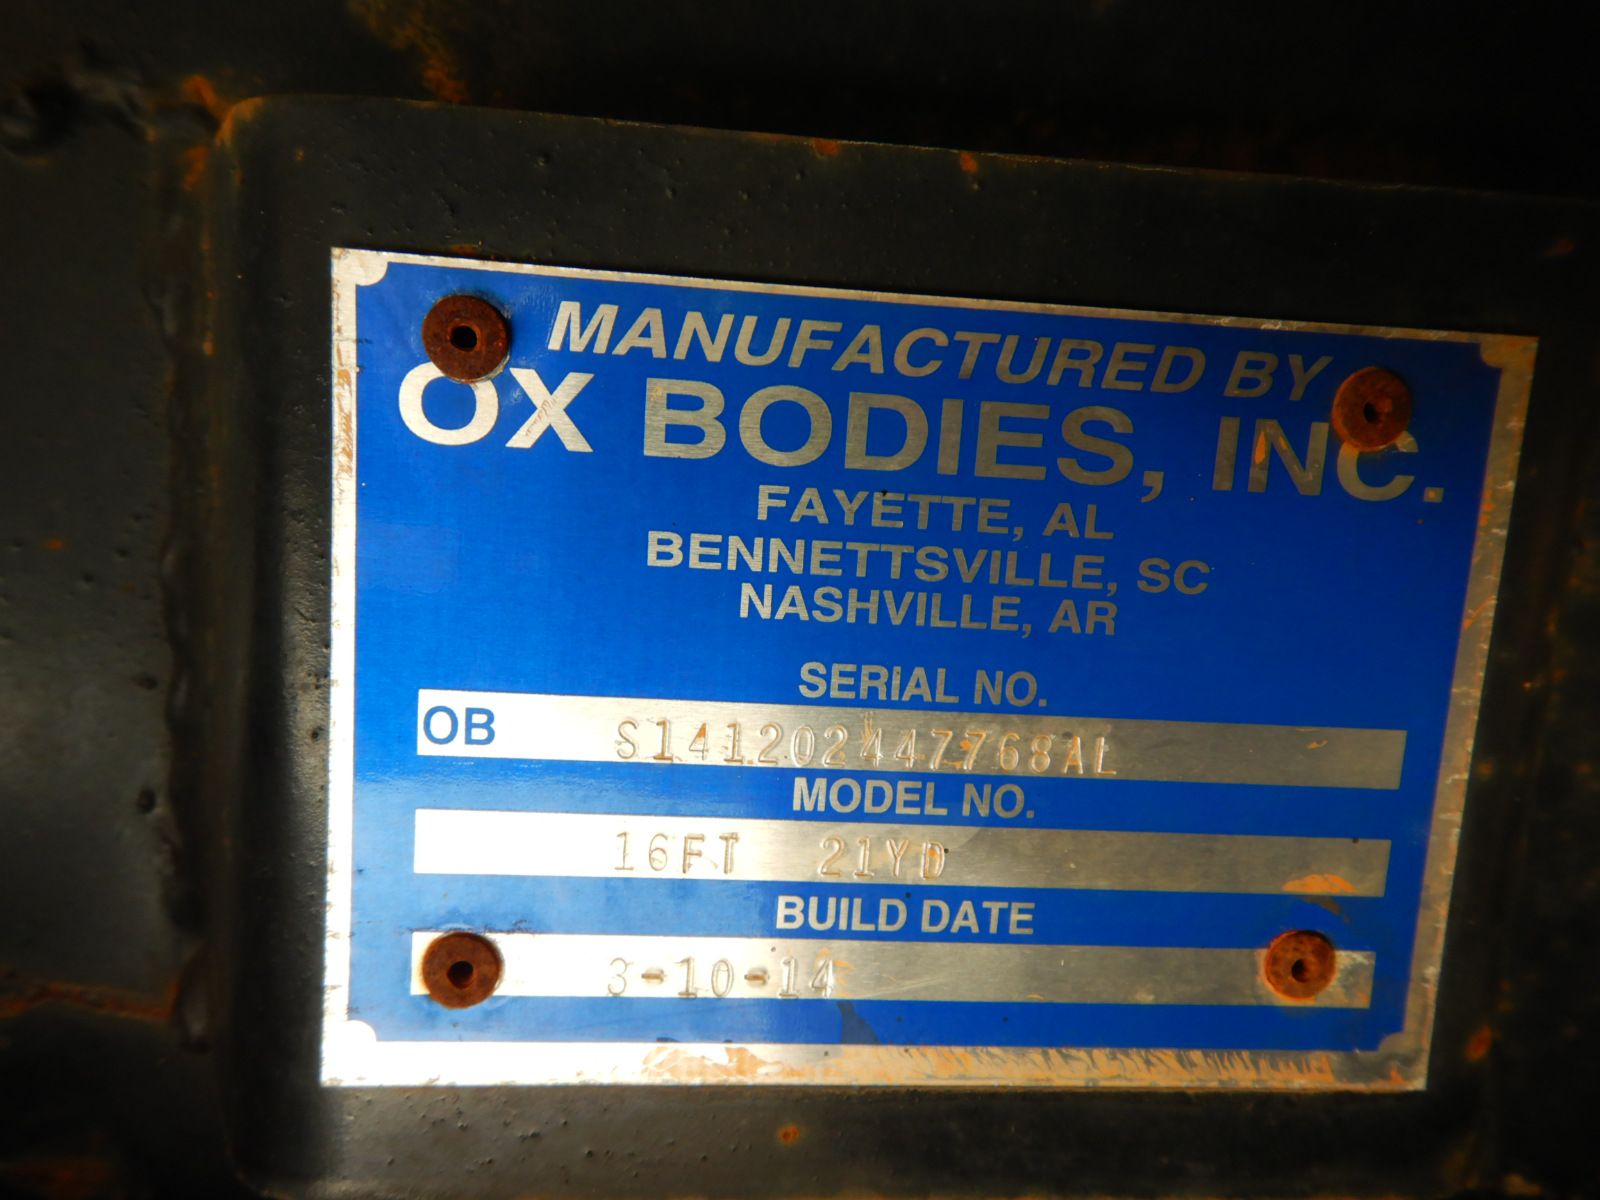 MANUFACTURED BY
OX BODIES, INC.
FAYETTE, AL
BENNETTSVILLE, SC
NASHVILLE, AR
SERIAL NO.
OB S141202447768AL
MODEL NO.
16FT 21YD
BUILD DATE
3-10-14